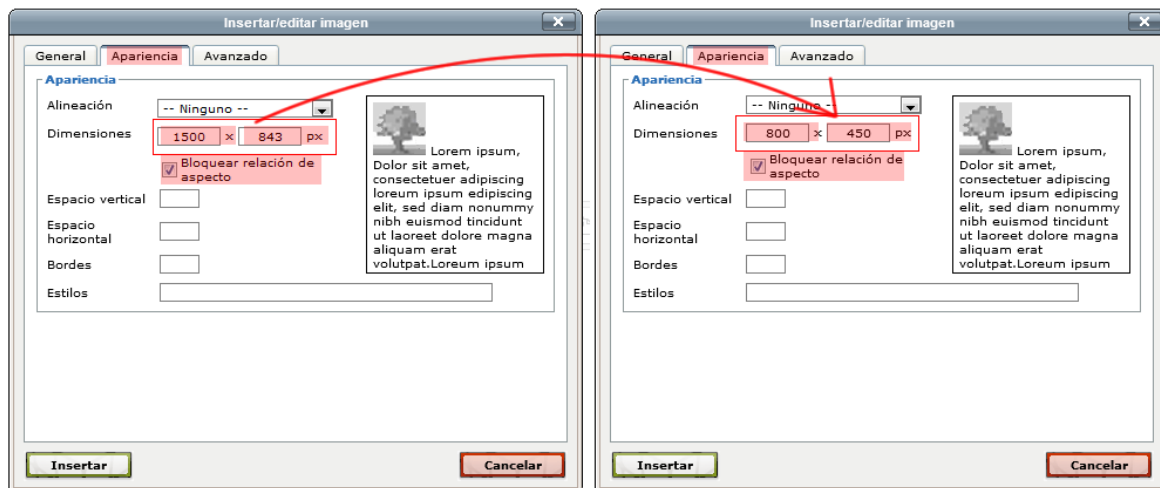 Insertar/editar imagen
General Apariencia Avanzado
Apariencia
Alineación -- Ninguno --
Dimensiones 1500 x 843 px
Bloquear relación de
aspecto
Espacio vertical
Espacio
horizontal
Bordes
Estilos
Lorem ipsum,
Dolor sit amet,
consectetuer adipiscing
loreum ipsum edipiscing
elit, sed diam nonummy
nibh euismod tincidunt
ut laoreet dolore magna
aliquam erat
volutpat.Loreum ipsum
Insertar Cancelar
Insertar/editar imagen
General Apariencia Avanzado
Apariencia
Alineación -- Ninguno --
Dimensiones 800 x 450 px
Bloquear relación de
aspecto
Espacio vertical
Espacio
horizontal
Bordes
Estilos
Lorem ipsum,
Dolor sit amet,
consectetuer adipiscing
loreum ipsum edipiscing
elit, sed diam nonummy
nibh euismod tincidunt
ut laoreet dolore magna
aliquam erat
volutpat.Loreum ipsum
Insertar Cancelar